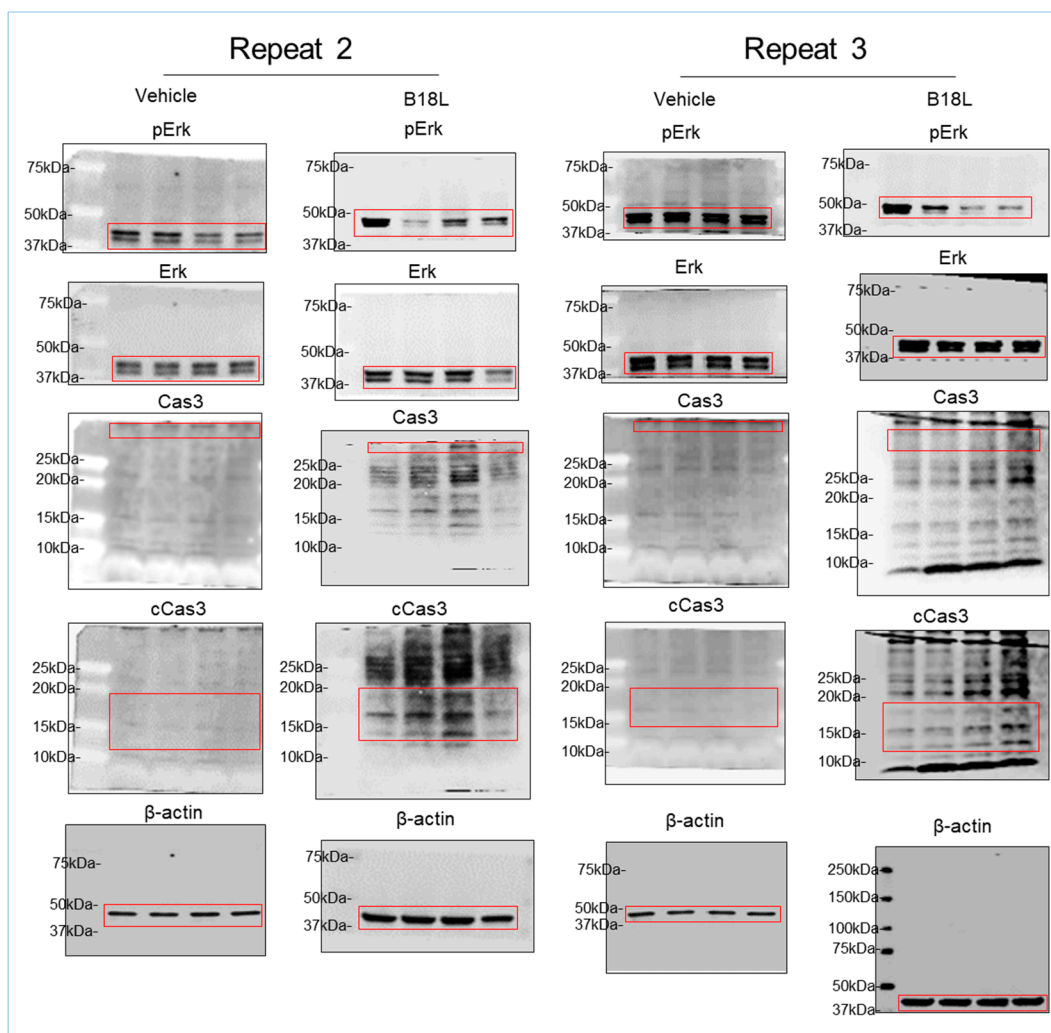 Repeat 2
Vehicle
pErk
75kDa-
50kDa-
37kDa-
Erk
75kDa-
50kDa-
37kDa-
Cas3
25kDa-
20kDa-
15kDa-
10kDa-
cCas3
25kDa-
20kDa-
15kDa-
10kDa-
β-actin
75kDa-
50kDa-
37kDa-
B18L
pErk
75kDa-
50kDa-
37kDa-
Erk
75kDa-
50kDa-
37kDa-
Cas3
25kDa-
20kDa-
15kDa-
10kDa-
cCas3
25kDa-
20kDa-
15kDa-
10kDa-
β-actin
75kDa-
50kDa-
37kDa-
Repeat 3
Vehicle
pErk
75kDa-
50kDa-
37kDa-
Erk
75kDa-
50kDa-
37kDa-
Cas3
25kDa-
20kDa-
15kDa-
10kDa-
cCas3
25kDa-
20kDa-
15kDa-
10kDa-
β-actin
75kDa-
50kDa-
37kDa-
B18L
pErk
75kDa-
50kDa-
37kDa-
Erk
75kDa-
50kDa-
37kDa-
Cas3
25kDa-
20kDa-
15kDa-
10kDa-
cCas3
25kDa-
20kDa-
15kDa-
10kDa-
β-actin
250kDa-
150kDa-
100kDa-
75kDa-
50kDa-
37kDa-